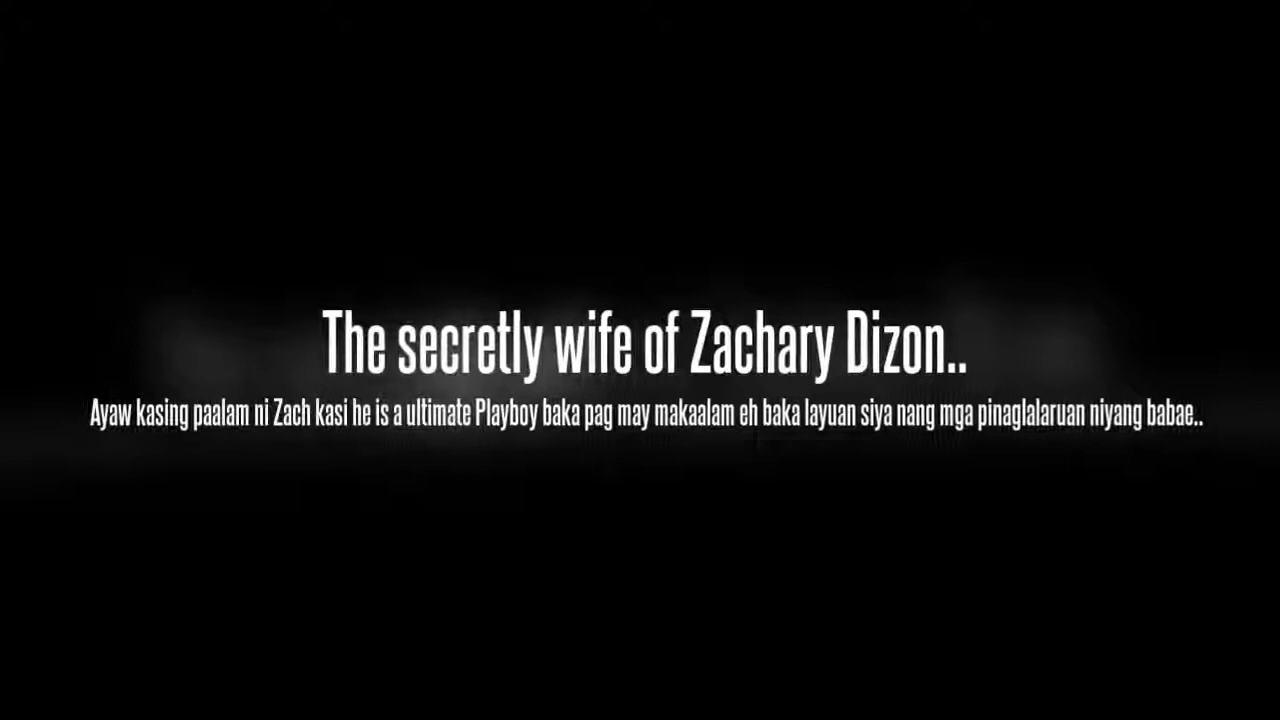 The secretly wife of Zachary Dizon..
Ayaw kasing paalam ni Zach kasi he is a ultimate Playboy baka pag may makaalam eh baka layuan siya nang mga pinaglalaruan niyang babae..